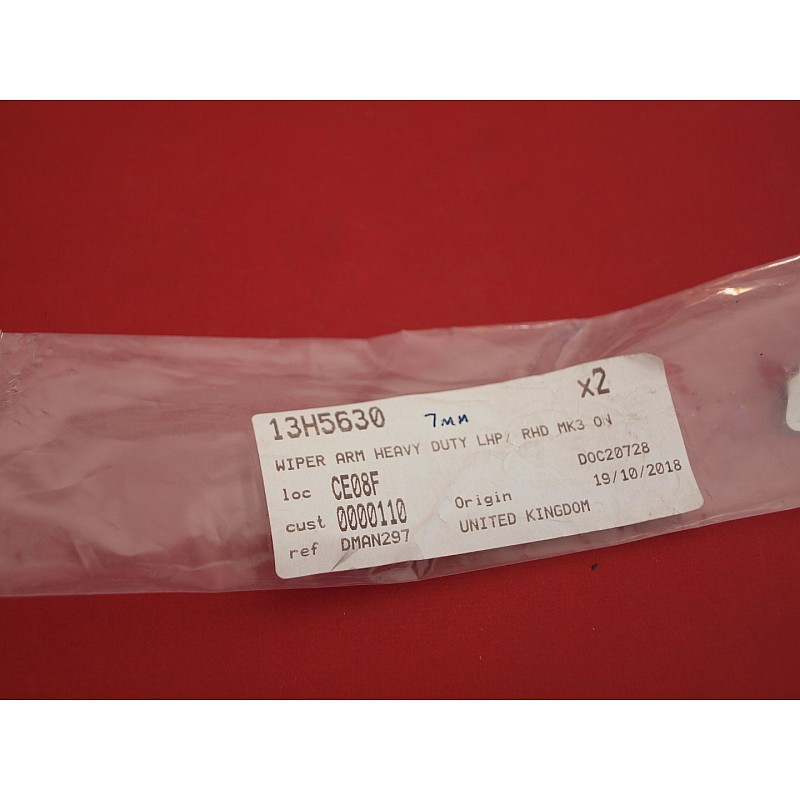 13H5630 7mm x2
WIPER ARM HEAVY DUTY LHP/ RHD MK3 ON
loc CE08F DOC20728
cust 0000110 Origin 19/10/2018
ref DMAN297 UNITED KINGDOM